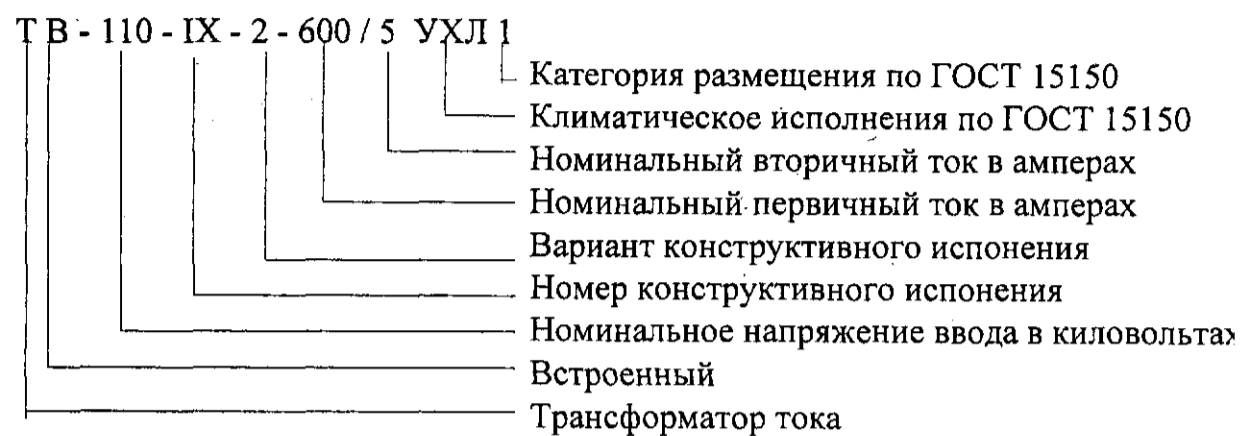 Т В - 110 - IX - 2 - 600 / 5 УХЛ 1
Категория размещения по ГОСТ 15150
Климатическое исполнения по ГОСТ 15150
Номинальный вторичный ток в амперах
Номинальный первичный ток в амперах
Вариант конструктивного испонения
Номер конструктивного испонения
Номинальное напряжение ввода в киловольтах
Встроенный
Трансформатор тока